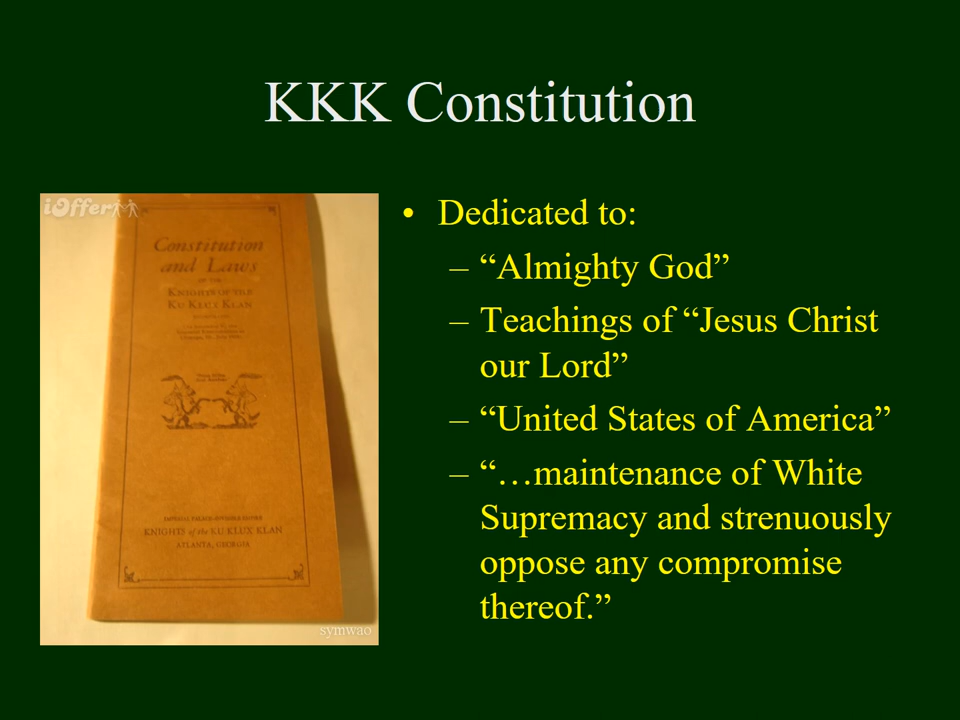 KKK Constitution
iOffer
Constitution
and Laws
OF THE
KNIGHTS OF THE
KU KLUX KLAN
IMPERIAL PALACE, INVISIBLE EMPIRE
KNIGHTS of the KU KLUX KLAN
ATLANTA, GEORGIA
symwao
• Dedicated to:
– “Almighty God”
– Teachings of “Jesus Christ
our Lord”
– “United States of America”
– “…maintenance of White
Supremacy and strenuously
oppose any compromise
thereof.”